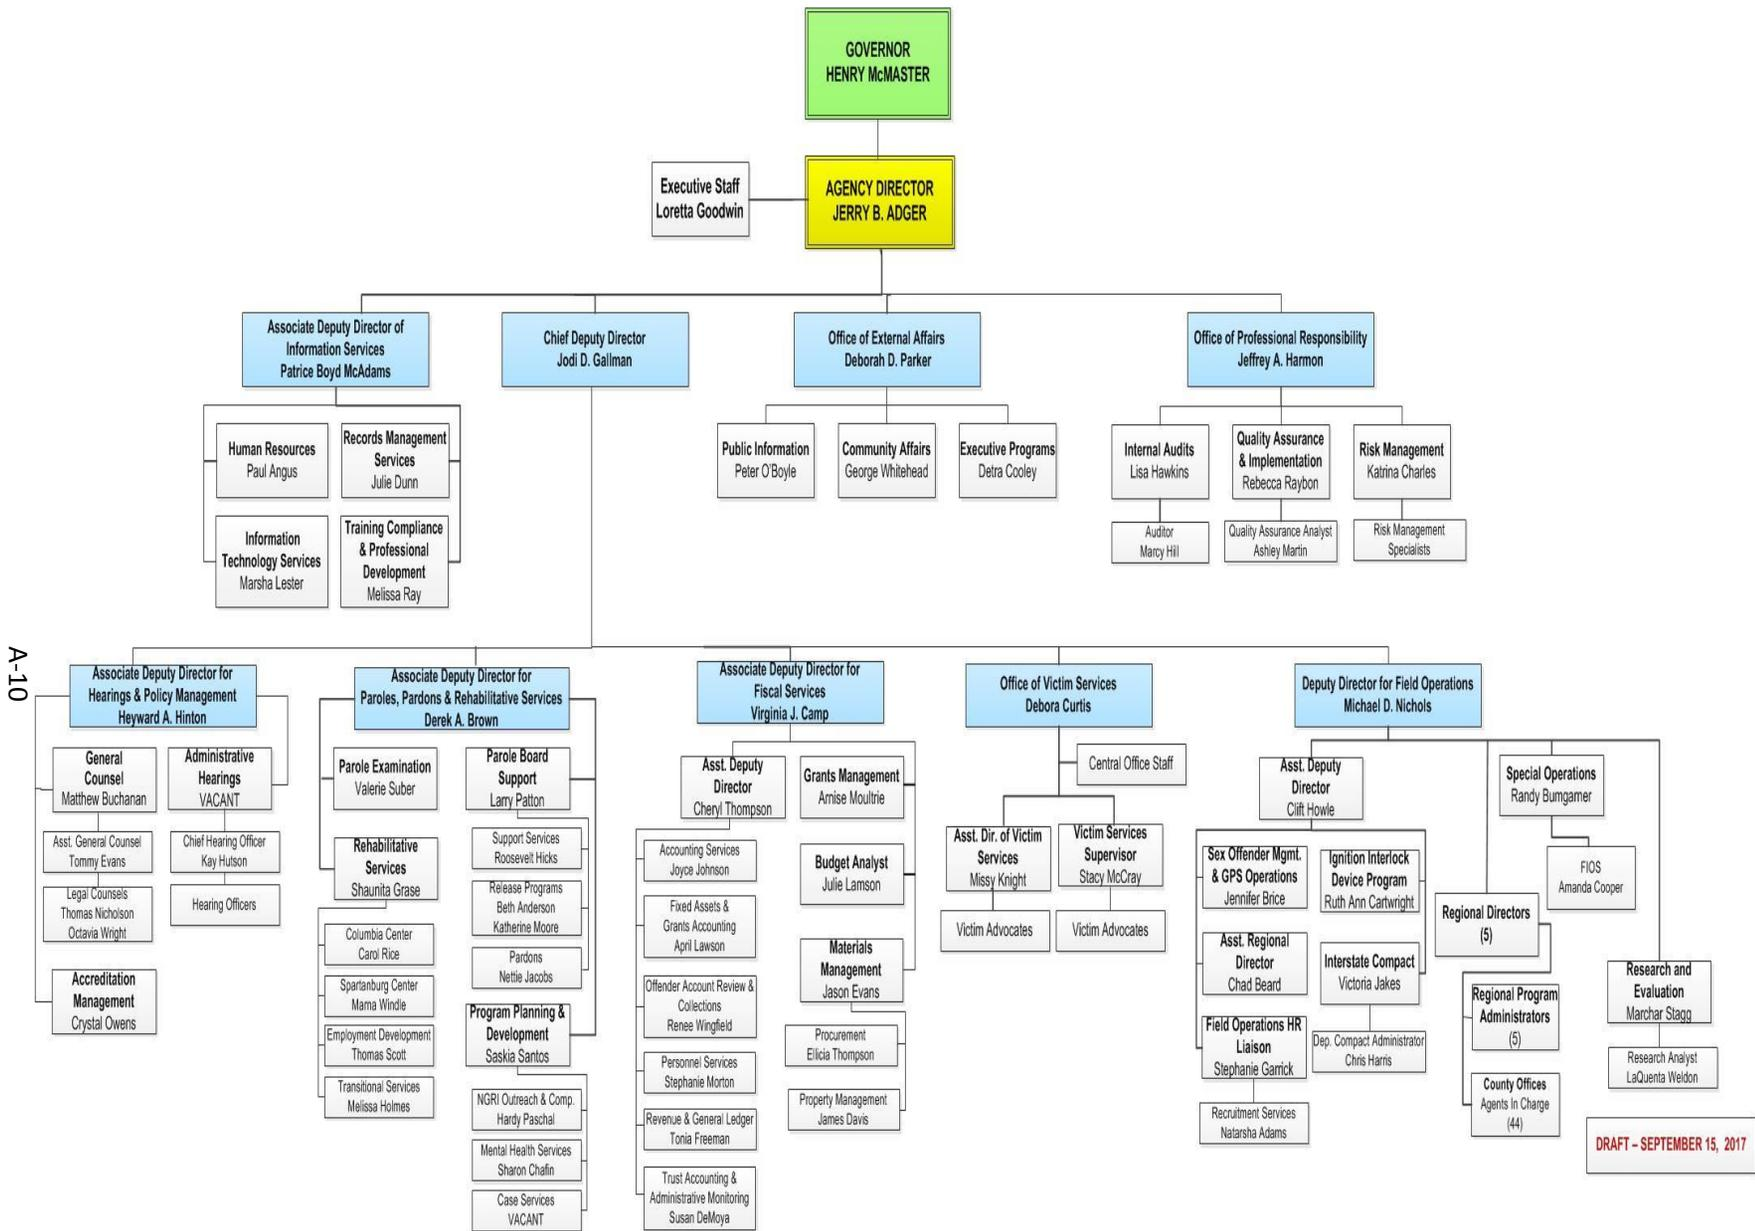 GOVERNOR
HENRY McMASTER
Executive Staff
Loretta Goodwin
AGENCY DIRECTOR
JERRY B. ADGER
Associate Deputy Director of
Information Services
Patrice Boyd McAdams
Chief Deputy Director
Jodi D. Gallman
Office of External Affairs
Deborah D. Parker
Office of Professional Responsibility
Jeffrey A. Harmon
Human Resources
Paul Angus
Records Management
Services
Julie Dunn
Information
Technology Services
Marsha Lester
Training Compliance
& Professional
Development
Melissa Ray
Public Information
Peter O'Boyle
Community Affairs
George Whitehead
Executive Programs
Detra Cooley
Internal Audits
Lisa Hawkins
Quality Assurance
& Implementation
Rebecca Raybon
Risk Management
Katrina Charles
Auditor
Marcy Hill
Quality Assurance Analyst
Ashley Martin
Risk Management
Specialists
A-10
Associate Deputy Director for
Hearings & Policy Management
Heyward A. Hinton
General
Counsel
Matthew Buchanan
Administrative
Hearings
VACANT
Asst. General Counsel
Tommy Evans
Chief Hearing Officer
Kay Hutson
Legal Counsels
Thomas Nicholson
Octavia Wright
Hearing Officers
Accreditation
Management
Crystal Owens
Associate Deputy Director for
Paroles, Pardons & Rehabilitative Services
Derek A. Brown
Parole Examination
Valerie Suber
Rehabilitative
Services
Shaunita Grase
Columbia Center
Carol Rice
Spartanburg Center
Mama Windle
Employment Development
Thomas Scott
Transitional Services
Melissa Holmes
Parole Board
Support
Larry Patton
Support Services
Roosevelt Hicks
Release Programs
Beth Anderson
Katherine Moore
Pardons
Nettie Jacobs
Program Planning &
Development
Saskia Santos
NGRI Outreach & Comp.
Hardy Paschal
Mental Health Services
Sharon Chafin
Case Services
VACANT
Associate Deputy Director for
Fiscal Services
Virginia J. Camp
Asst. Deputy
Director
Cheryl Thompson
Accounting Services
Joyce Johnson
Fixed Assets &
Grants Accounting
April Lawson
Offender Account Review &
Collections
Renee Wingfield
Personnel Services
Stephanie Morton
Revenue & General Ledger
Tonia Freeman
Trust Accounting &
Administrative Monitoring
Susan DeMoya
Grants Management
Arnise Moultrie
Budget Analyst
Julie Lamson
Materials
Management
Jason Evans
Procurement
Ellicia Thompson
Property Management
James Davis
Office of Victim Services
Debora Curtis
Central Office Staff
Asst. Dir. of Victim
Services
Missy Knight
Victim Services
Supervisor
Stacy McCray
Victim Advocates
Victim Advocates
Deputy Director for Field Operations
Michael D. Nichols
Asst. Deputy
Director
Clift Howle
Sex Offender Mgmt.
& GPS Operations
Jennifer Brice
Ignition Interlock
Device Program
Ruth Ann Cartwright
Asst. Regional
Director
Chad Beard
Interstate Compact
Victoria Jakes
Field Operations HR
Liaison
Stephanie Garrick
Dep. Compact Administrator
Chris Harris
Recruitment Services
Natarsha Adams
Special Operations
Randy Bumgarner
FIOS
Amanda Cooper
Regional Directors
(5)
Regional Program
Administrators
(5)
County Offices
Agents In Charge
(44)
Research and
Evaluation
Marchar Stagg
Research Analyst
LaQuenta Weldon
DRAFT – SEPTEMBER 15, 2017